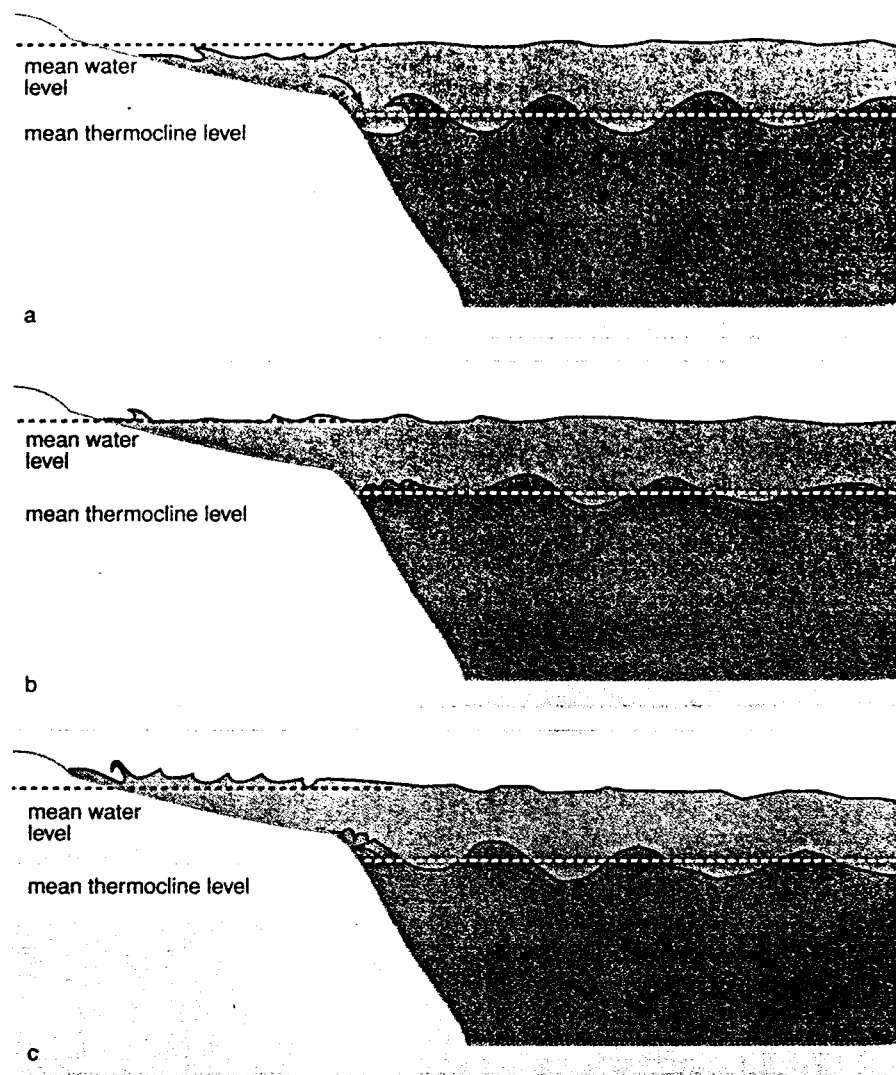 mean water
level
mean thermocline level
a
mean water
level
mean thermocline level
b
mean water
level
mean thermocline level
c